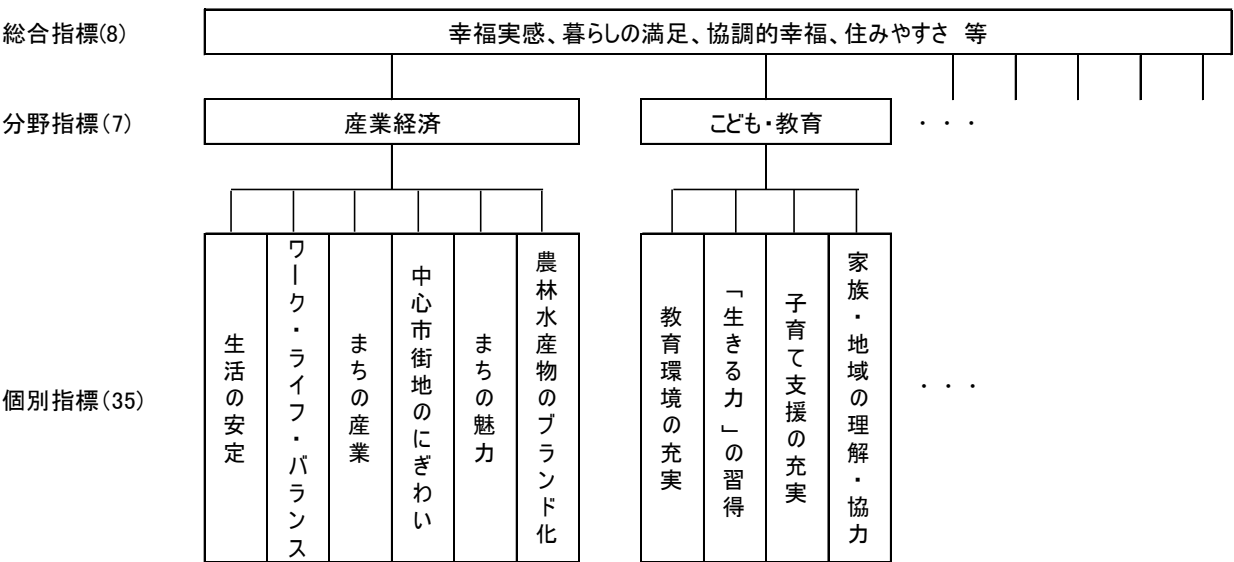 総合指標(8)
幸福実感、暮らしの満足、協調的幸福、住みやすさ 等
分野指標(7)
産業経済
こども・教育
・・・
個別指標(35)
生活の安定
ワーク・ライフ・バランス
まちの産業
中心市街地のにぎわい
まちの魅力
農林水産物のブランド化
教育環境の充実
「生きる力」の習得
子育て支援の充実
家族・地域の理解・協力
・・・